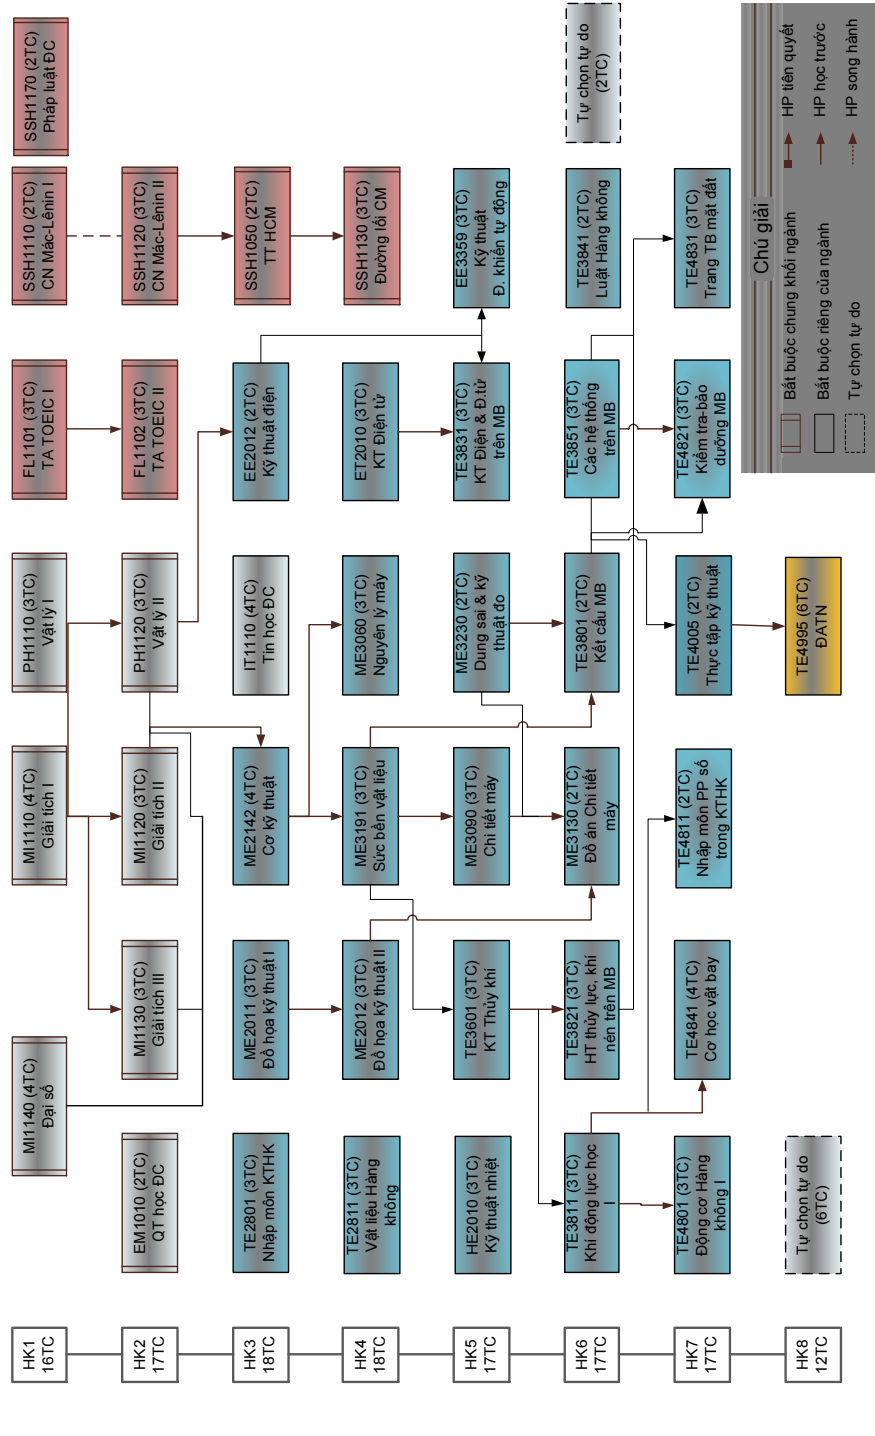 HK1
16TC
MI1140 (4TC)
Đại số
MI1110 (4TC)
Giải tích I
PH1110 (3TC)
Vật lý I
FL1101 (3TC)
TA TOEIC I
SSH1110 (2TC)
CN Mác-Lênin I
SSH1170 (2TC)
Pháp luật ĐC
HK2
17TC
EM1010 (2TC)
QT học ĐC
MI1130 (3TC)
Giải tích III
MI1120 (3TC)
Giải tích II
PH1120 (3TC)
Vật lý II
FL1102 (3TC)
TA TOEIC II
SSH1120 (3TC)
CN Mác-Lênin II
HK3
18TC
TE2801 (3TC)
Nhập môn KTHK
ME2011 (3TC)
Đồ họa kỹ thuật I
ME2142 (4TC)
Cơ kỹ thuật
IT1110 (4TC)
Tin học ĐC
EE2012 (2TC)
Kỹ thuật điện
SSH1050 (2TC)
TT HCM
HK4
18TC
TE2811 (3TC)
Vật liệu Hàng
không
ME2012 (3TC)
Đồ họa kỹ thuật II
ME3191 (3TC)
Sức bền vật liệu
ME3060 (3TC)
Nguyên lý máy
ET2010 (3TC)
KT Điện tử
SSH1130 (3TC)
Đường lối CM
HK5
17TC
HE2010 (3TC)
Kỹ thuật nhiệt
TE3601 (3TC)
KT Thủy khí
ME3090 (3TC)
Chi tiết máy
ME3230 (2TC)
Dung sai & kỹ
thuật đo
TE3831 (3TC)
KT Điện & Đ.tử
trên MB
EE3359 (3TC)
Kỹ thuật
Đ. khiển tự động
HK6
17TC
TE3811 (3TC)
Khí động lực học
I
TE3821 (3TC)
HT thủy lực, khí
nén trên MB
ME3130 (2TC)
Đồ án Chi tiết
máy
TE3801 (2TC)
Kết cấu MB
TE3851 (3TC)
Các hệ thống
trên MB
TE3841 (2TC)
Luật Hàng không
Tự chọn tự do
(2TC)
HK7
17TC
TE4801 (3TC)
Động cơ Hàng
không I
TE4841 (4TC)
Cơ học vật bay
TE4811 (2TC)
Nhập môn PP số
trong KTHK
TE4005 (2TC)
Thực tập kỹ thuật
TE4821 (3TC)
Kiểm tra-bảo
dưỡng MB
TE4831 (3TC)
Trang TB mặt đất
HK8
12TC
Tự chọn tự do
(6TC)
TE4995 (6TC)
ĐATN
Chú giải
Bắt buộc chung khối ngành
HP tiên quyết
Bắt buộc riêng của ngành
HP học trước
Tự chọn tự do
HP song hành